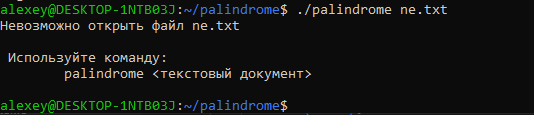 alexey@DESKTOP-1NTB03J:~/palindrome$ ./palindrome ne.txt
Невозможно открыть файл ne.txt
Используйте команду:
palindrome <текстовый документ>
alexey@DESKTOP-1NTB03J:~/palindrome$